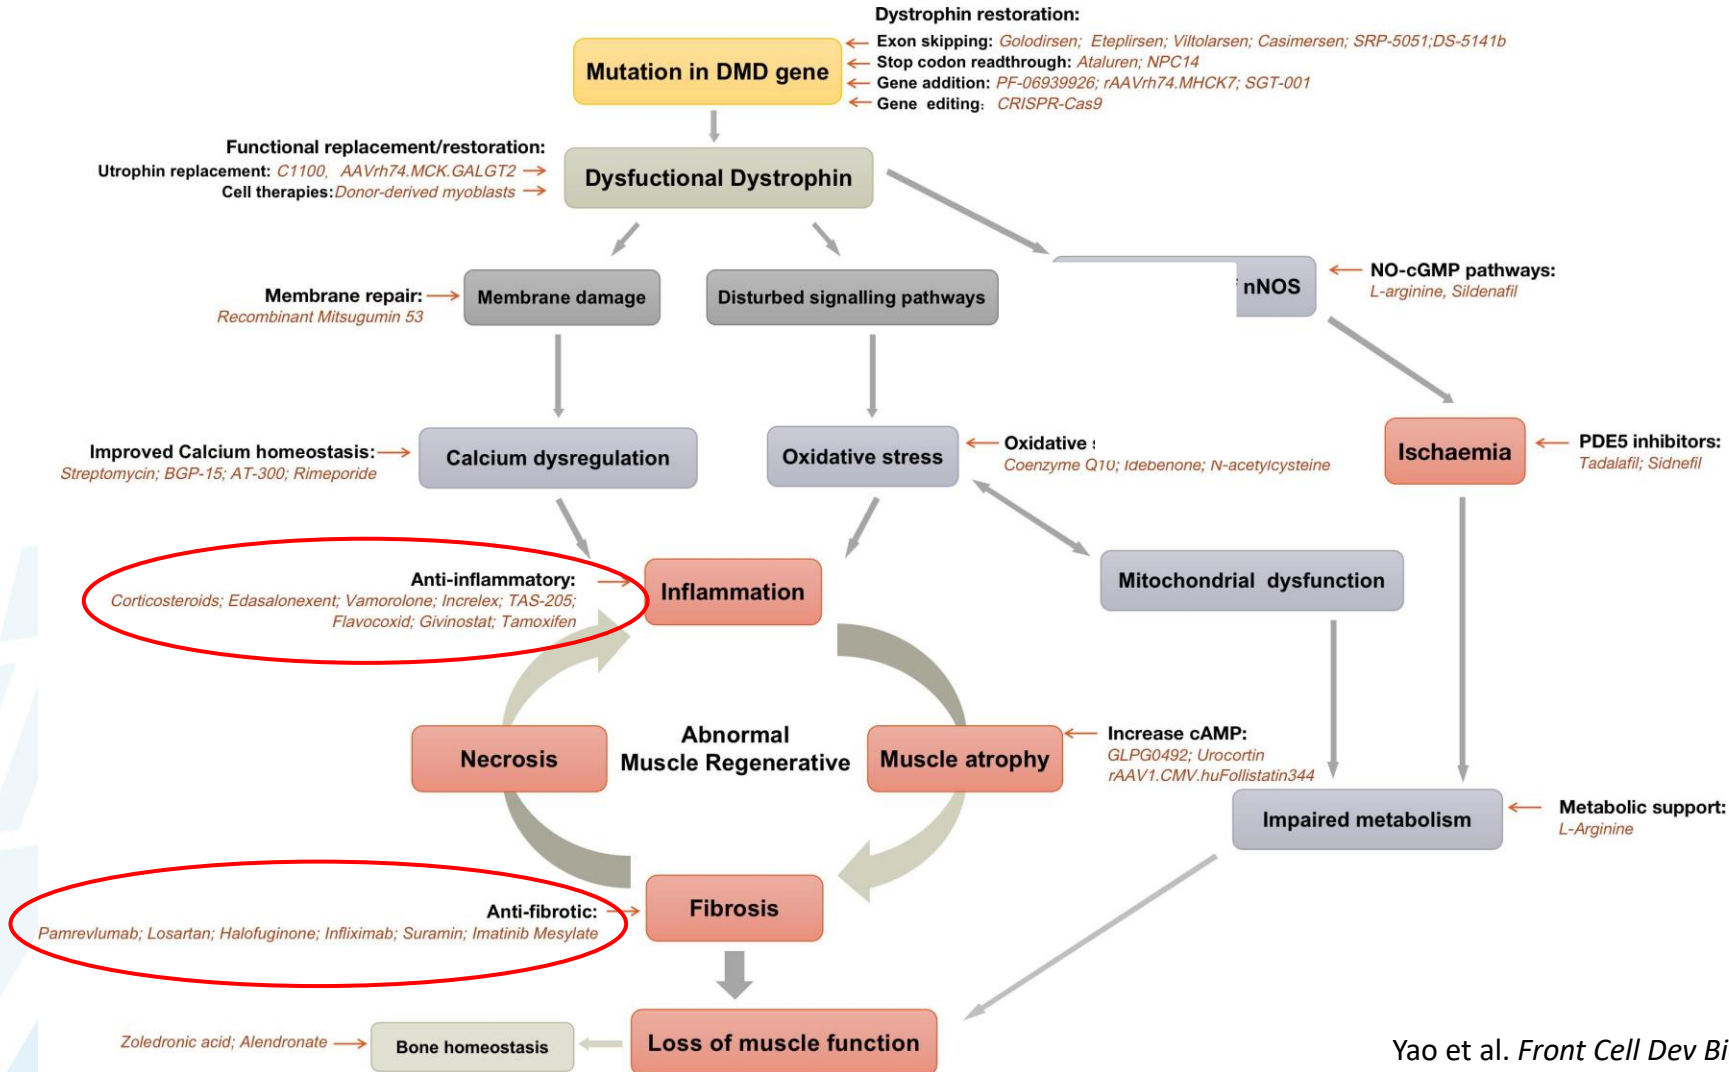 Dystrophin restoration:
Exon skipping: Golodirsen; Eteplirsen; Viltolarsen; Casimersen; SRP-5051;DS-5141b
Stop codon readthrough: Ataluren; NPC14
Gene addition: PF-06939926; rAAVrh74.MHCK7; SGT-001
Gene editing: CRISPR-Cas9
Mutation in DMD gene
Functional replacement/restoration:
Utrophin replacement: C1100, AAVrh74.MCK.GALGT2
Cell therapies:Donor-derived myoblasts
Dysfuctional Dystrophin
Membrane repair:
Recombinant Mitsugumin 53
Membrane damage
Disturbed signalling pathways
nNOS
NO-cGMP pathways:
L-arginine, Sildenafil
Improved Calcium homeostasis:
Streptomycin; BGP-15; AT-300; Rimeporide
Calcium dysregulation
Oxidative stress
Oxidative
Coenzyme Q10; Idebenone; N-acetylcysteine
Ischaemia
PDE5 inhibitors:
Tadalafil; Sidnefil
Anti-inflammatory:
Corticosteroids; Edasalonexent; Vamorolone; Increlex; TAS-205;
Flavocoxid; Givinostat; Tamoxifen
Inflammation
Mitochondrial dysfunction
Necrosis
Abnormal
Muscle Regenerative
Muscle atrophy
Increase cAMP:
GLPG0492; Urocortin
rAAV1.CMV.huFollistatin344
Impaired metabolism
Metabolic support:
L-Arginine
Anti-fibrotic:
Pamrevlumab; Losartan; Halofuginone; Infliximab; Suramin; Imatinib Mesylate
Fibrosis
Zoledronic acid; Alendronate
Bone homeostasis
Loss of muscle function
Yao et al. Front Cell Dev Bi